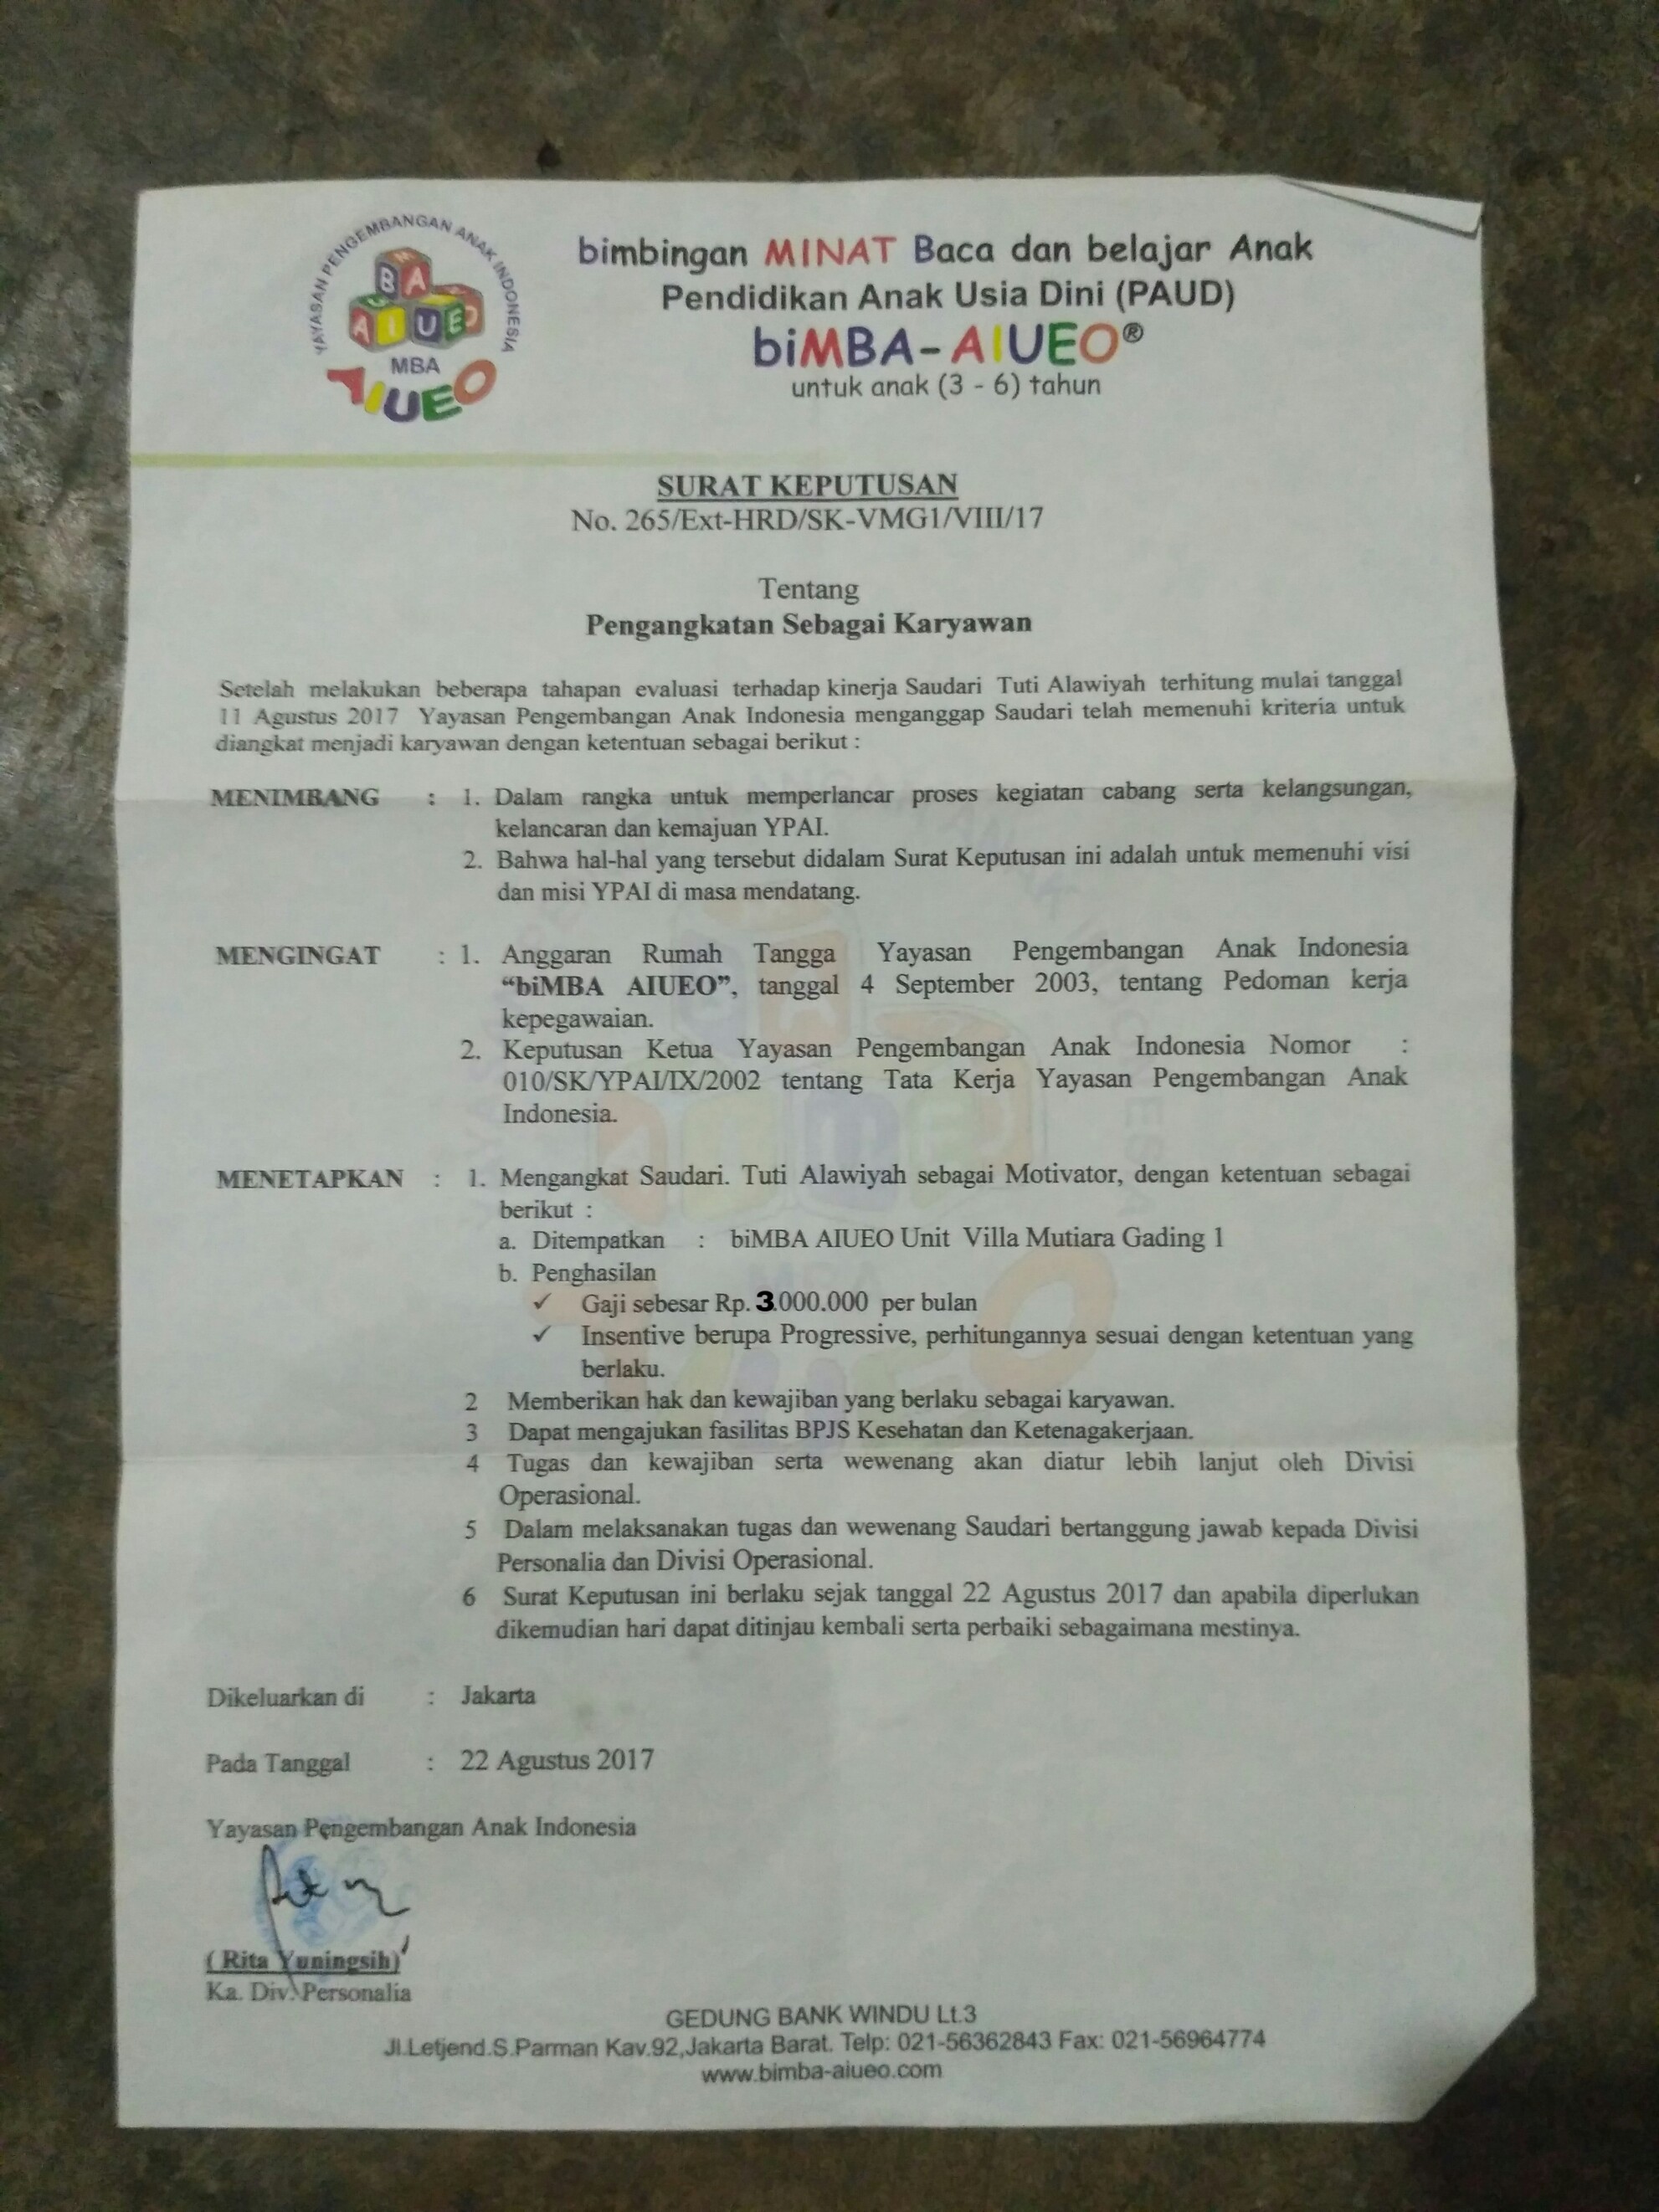 YAYASAN PENGEMBANGAN ANAK INDONESIA
BA
AIUEO
MBA
AIUEO
bimbingan MINAT Baca dan belajar Anak
Pendidikan Anak Usia Dini (PAUD)
biMBA-AIUEO®
untuk anak (3 - 6) tahun
SURAT KEPUTUSAN
No. 265/Ext-HRD/SK-VMG1/VIII/17
Tentang
Pengangkatan Sebagai Karyawan
Setelah melakukan beberapa tahapan evaluasi terhadap kinerja Saudari Tuti Alawiyah terhitung mulai tanggal
11 Agustus 2017 Yayasan Pengembangan Anak Indonesia menganggap Saudari telah memenuhi kriteria untuk
diangkat menjadi karyawan dengan ketentuan sebagai berikut :
MENIMBANG : 1. Dalam rangka untuk memperlancar proses kegiatan cabang serta kelangsungan,
kelancaran dan kemajuan YPAI.
2. Bahwa hal-hal yang tersebut didalam Surat Keputusan ini adalah untuk memenuhi visi
dan misi YPAI di masa mendatang.
MENGINGAT : 1. Anggaran Rumah Tangga Yayasan Pengembangan Anak Indonesia
“biMBA AIUEO”, tanggal 4 September 2003, tentang Pedoman kerja
kepegawaian.
2. Keputusan Ketua Yayasan Pengembangan Anak Indonesia Nomor :
010/SK/YPAI/IX/2002 tentang Tata Kerja Yayasan Pengembangan Anak
Indonesia.
MENETAPKAN : 1. Mengangkat Saudari. Tuti Alawiyah sebagai Motivator, dengan ketentuan sebagai
berikut :
a. Ditempatkan : biMBA AIUEO Unit Villa Mutiara Gading 1
b. Penghasilan
✓ Gaji sebesar Rp. 3.000.000 per bulan
✓ Insentive berupa Progressive, perhitungannya sesuai dengan ketentuan yang
berlaku.
2 Memberikan hak dan kewajiban yang berlaku sebagai karyawan.
3 Dapat mengajukan fasilitas BPJS Kesehatan dan Ketenagakerjaan.
4 Tugas dan kewajiban serta wewenang akan diatur lebih lanjut oleh Divisi
Operasional.
5 Dalam melaksanakan tugas dan wewenang Saudari bertanggung jawab kepada Divisi
Personalia dan Divisi Operasional.
6 Surat Keputusan ini berlaku sejak tanggal 22 Agustus 2017 dan apabila diperlukan
dikemudian hari dapat ditinjau kembali serta perbaiki sebagaimana mestinya.
Dikeluarkan di : Jakarta
Pada Tanggal : 22 Agustus 2017
Yayasan Pengembangan Anak Indonesia
( Rita Yuningsih)
Ka. Div. Personalia
GEDUNG BANK WINDU Lt.3
Jl.Letjend.S.Parman Kav.92,Jakarta Barat. Telp: 021-56362843 Fax: 021-56964774
www.bimba-aiueo.com